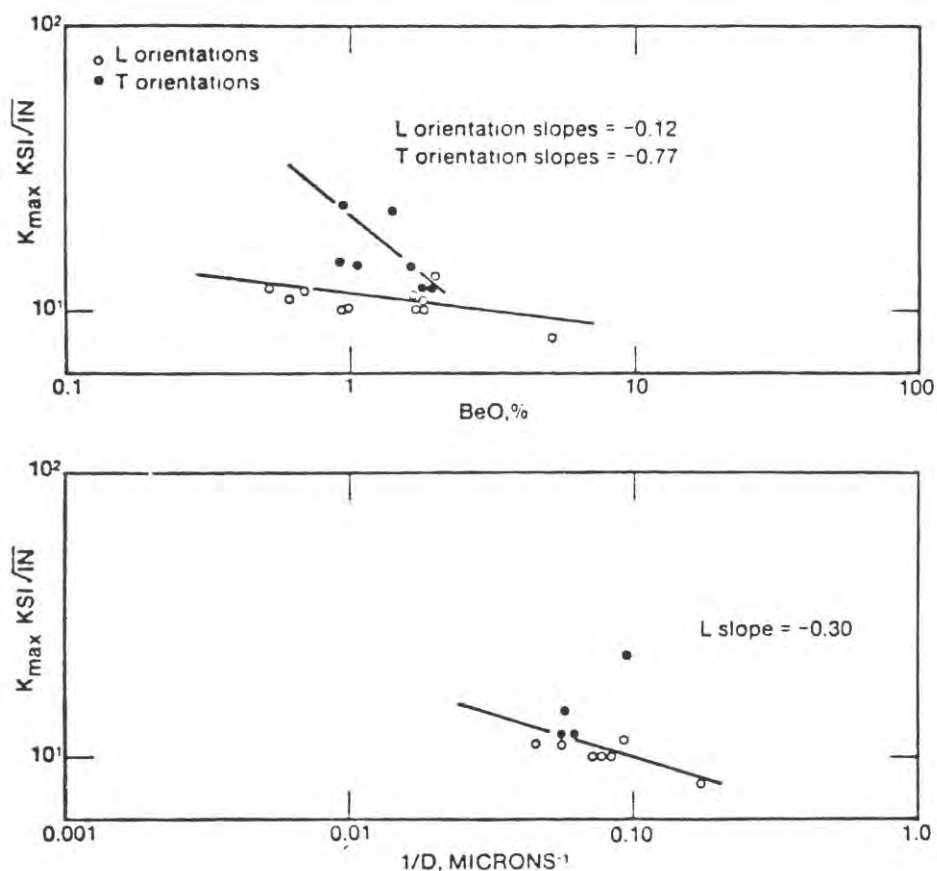 10²
○ L orientations
● T orientations
L orientation slopes = −0.12
T orientation slopes = −0.77
Kmax KSI√IN
10¹
0.1 1 10 100
BeO,%
10²
Kmax KSI√IN
L slope = −0.30
10¹
0.001 0.01 0.10 1.0
1/D, MICRONS⁻¹